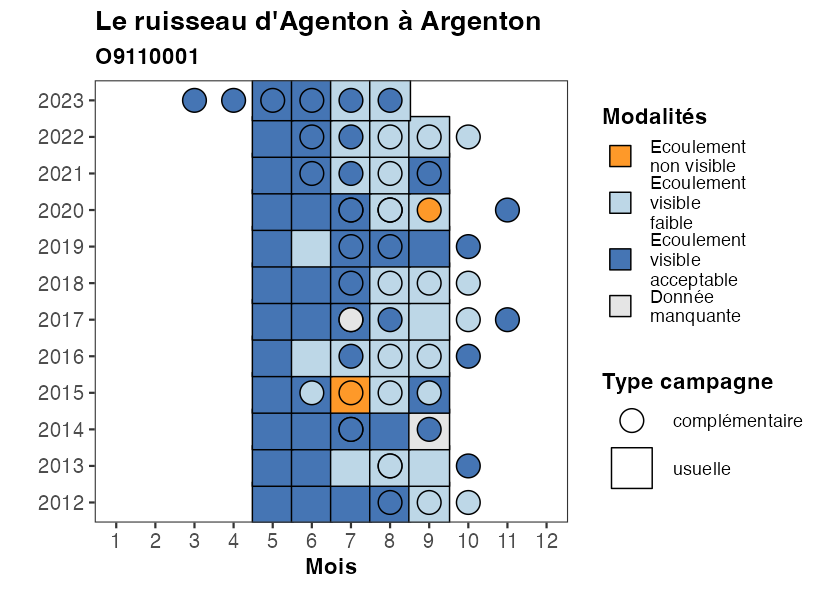 Le ruisseau d'Agenton à Argenton
O9110001
2023
2022
2021
2020
2019
2018
2017
2016
2015
2014
2013
2012
1 2 3 4 5 6 7 8 9 10 11 12
Mois
Modalités
Ecoulement
non visible
Ecoulement
visible
faible
Ecoulement
visible
acceptable
Donnée
manquante
Type campagne
complémentaire
usuelle